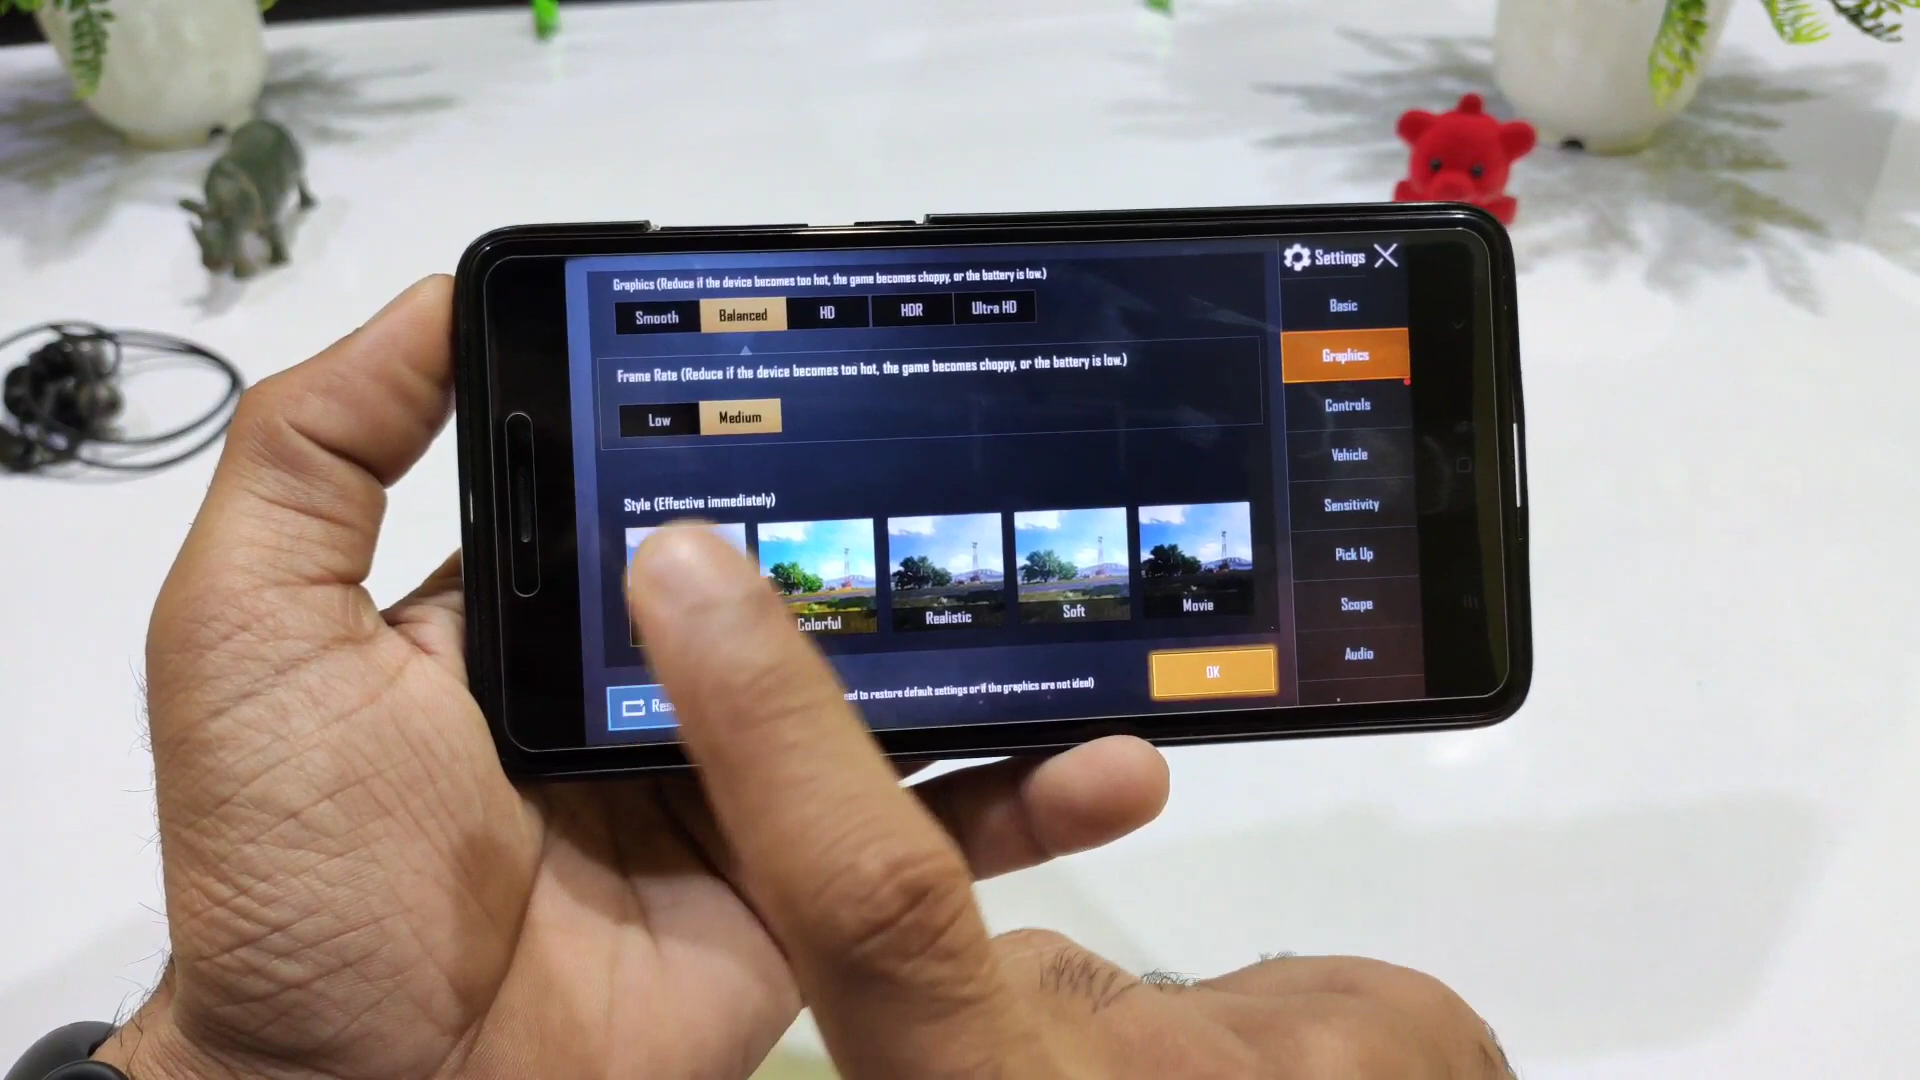 Graphics (Reduce if the device becomes too hot, the game becomes choppy, or the battery is low.)
Smooth
Balanced
HD
HDR
Ultra HD
Frame Rate (Reduce if the device becomes too hot, the game becomes choppy, or the battery is low.)
Low
Medium
Style (Effective immediately)
Colorful
Realistic
Soft
Movie
to restore default settings or if the graphics are not ideal)
OK
Settings
Basic
Graphics
Controls
Vehicle
Sensitivity
Pick Up
Scope
Audio